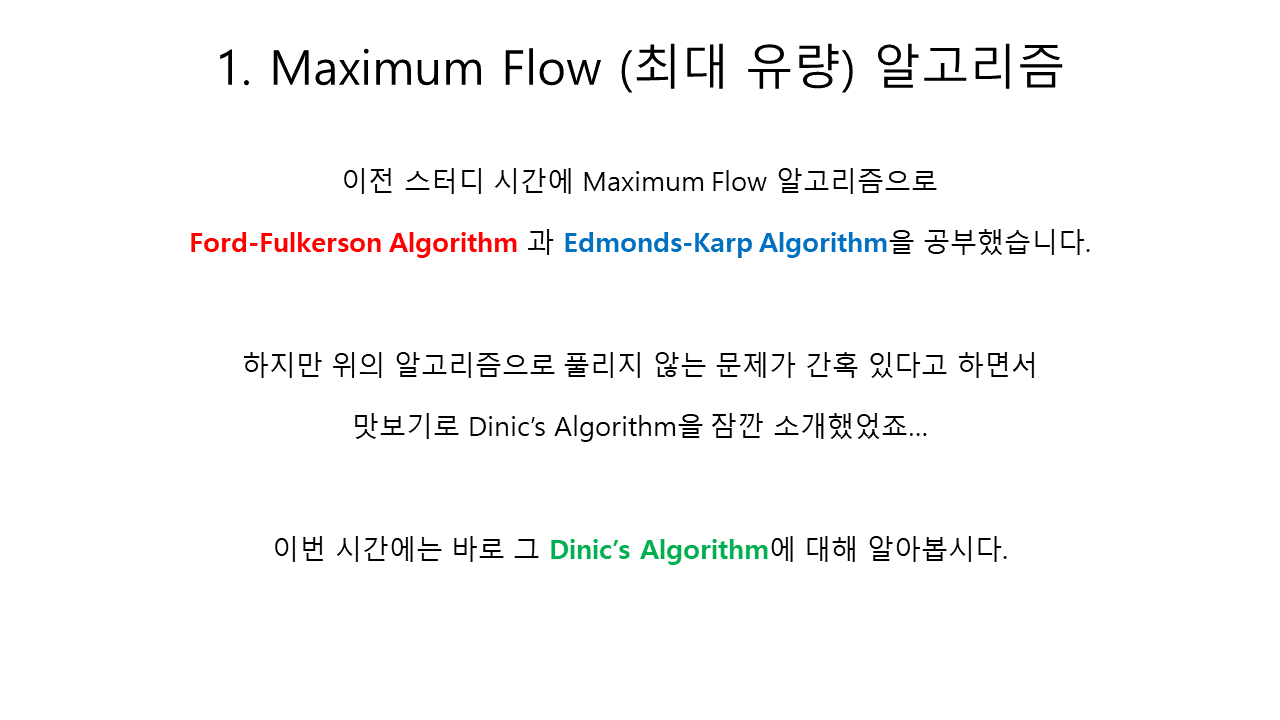 1. Maximum Flow (최대 유량) 알고리즘
이전 스터디 시간에 Maximum Flow 알고리즘으로
Ford-Fulkerson Algorithm 과 Edmonds-Karp Algorithm을 공부했습니다.
하지만 위의 알고리즘으로 풀리지 않는 문제가 간혹 있다고 하면서
맛보기로 Dinic’s Algorithm을 잠깐 소개했었죠…
이번 시간에는 바로 그 Dinic’s Algorithm에 대해 알아봅시다.